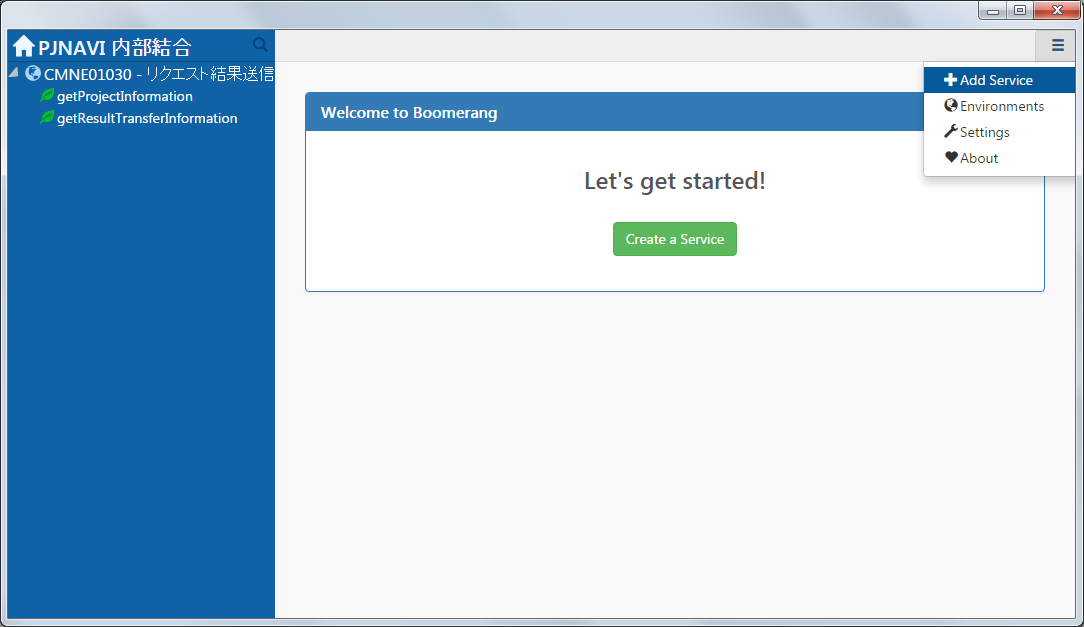 PJNAVI 内部結合
CMNE01030 - リクエスト結果送信
getProjectInformation
getResultTransferInformation
Add Service
Environments
Settings
About
Welcome to Boomerang
Let's get started!
Create a Service